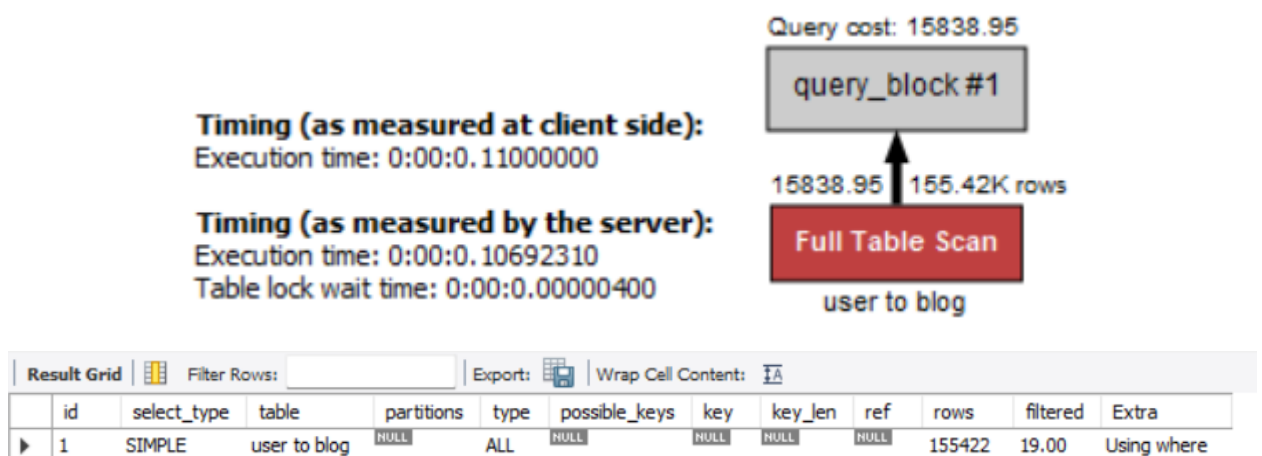 Query cost: 15838.95
query_block #1
Timing (as measured at client side):
Execution time: 0:00:0.11000000
15838.95 155.42K rows
Timing (as measured by the server):
Execution time: 0:00:0.10692310
Table lock wait time: 0:00:0.00000400
Full Table Scan
user to blog
Result Grid Filter Rows: Export: Wrap Cell Content: IA
id select_type table partitions type possible_keys key key_len ref rows filtered Extra
1 SIMPLE user to blog NULL ALL NULL NULL NULL NULL 155422 19.00 Using where